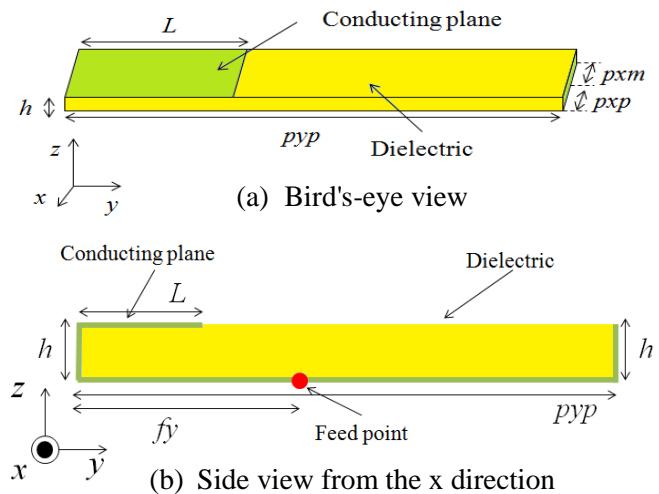 L
Conducting plane
pxm
pxp
h
pyp
Dielectric
z
x
y
(a) Bird's-eye view
Conducting plane
Dielectric
L
h
h
z
pyp
fy
Feed point
x
y
(b) Side view from the x direction